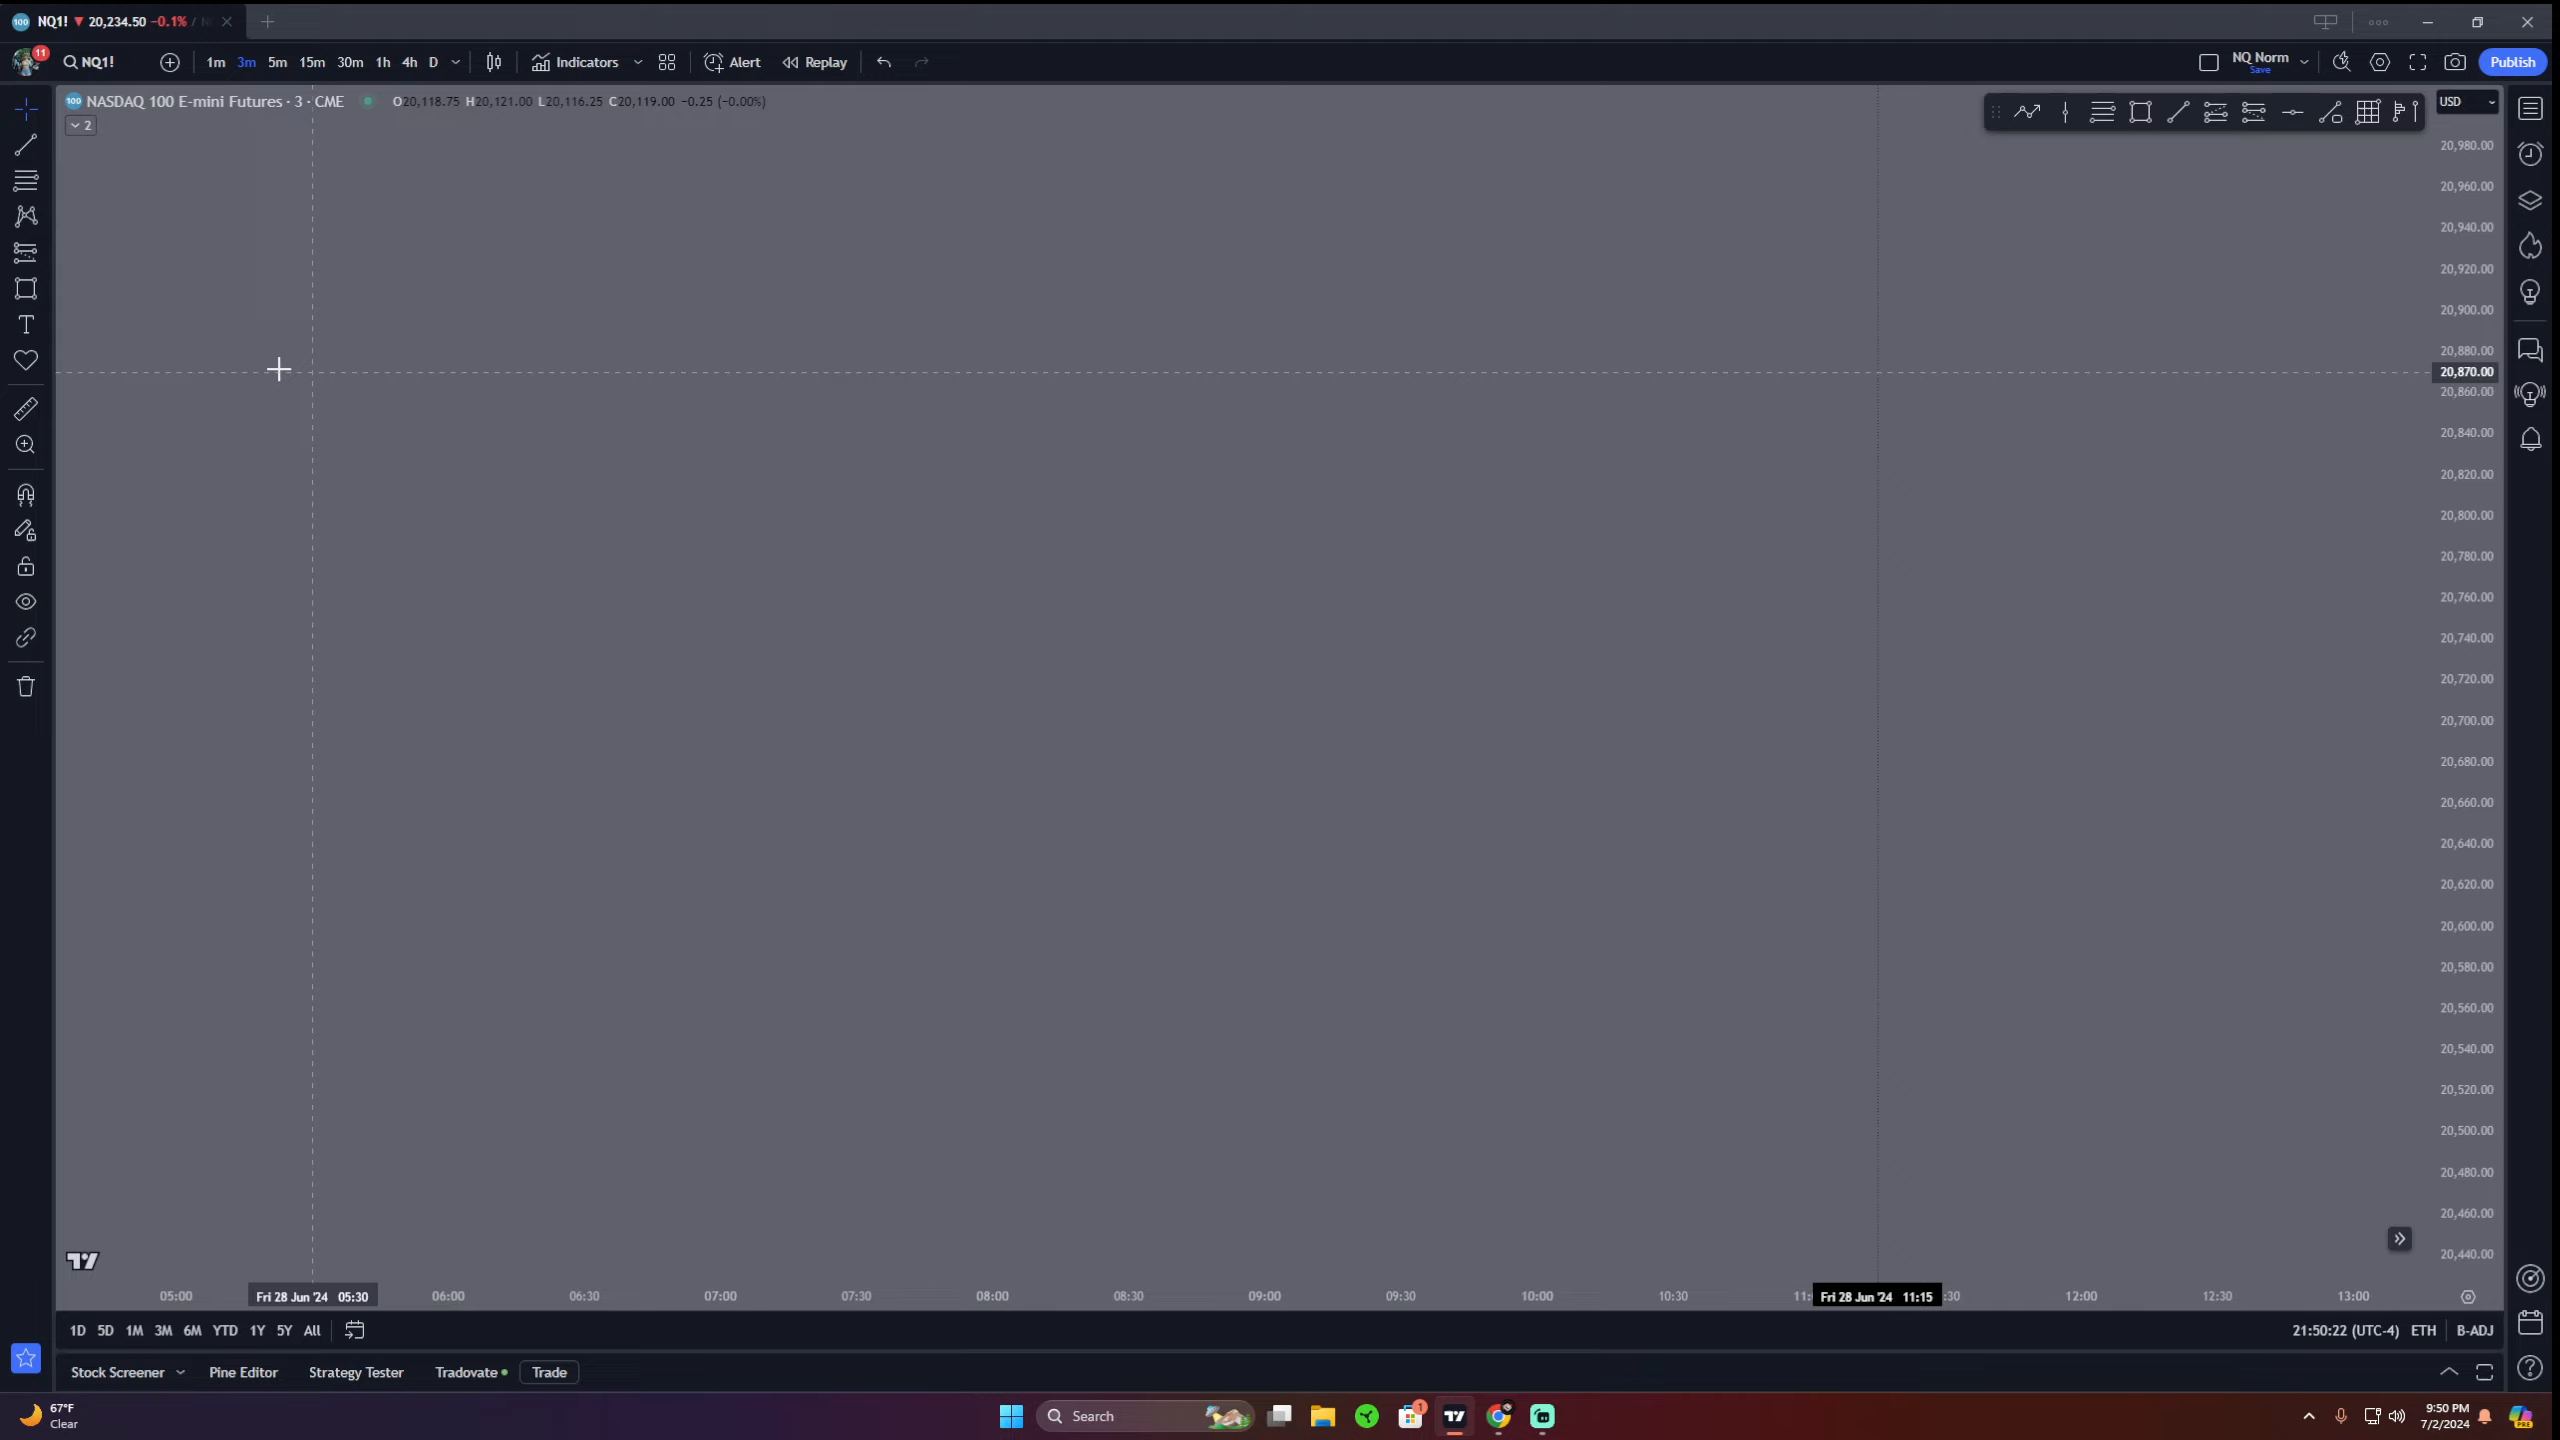 NQ1! ▼ 20,234.50 −0.1% /
11
NQ1! 1m 3m 5m 15m 30m 1h 4h D Indicators Alert Replay NQ Norm Save Publish
100 NASDAQ 100 E-mini Futures · 3 · CME O20,118.75 H20,121.00 L20,116.25 C20,119.00 −0.25 (−0.00%)
USD
2
20,980.00
20,960.00
20,940.00
20,920.00
20,900.00
20,880.00
20,870.00
20,860.00
20,840.00
20,820.00
20,800.00
20,780.00
20,760.00
20,740.00
20,720.00
20,700.00
20,680.00
20,660.00
20,640.00
20,620.00
20,600.00
20,580.00
20,560.00
20,540.00
20,520.00
20,500.00
20,480.00
20,460.00
20,440.00
05:00 Fri 28 Jun '24 05:30 06:00 06:30 07:00 07:30 08:00 08:30 09:00 09:30 10:00 10:30 11: Fri 28 Jun '24 11:15 :30 12:00 12:30 13:00
1D 5D 1M 3M 6M YTD 1Y 5Y All 21:50:22 (UTC-4) ETH B-ADJ
Stock Screener Pine Editor Strategy Tester Tradovate Trade
67°F
Clear
Search
1
9:50 PM
7/2/2024
PRE